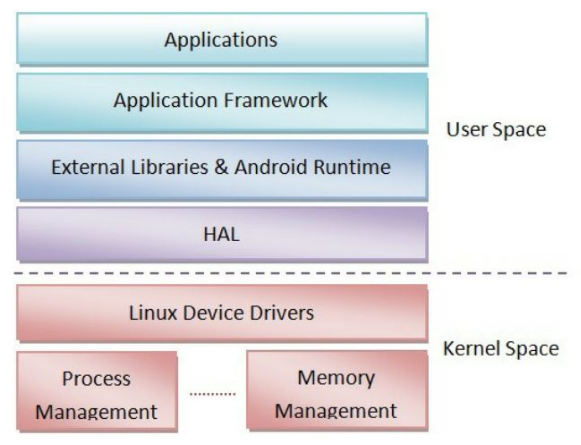 Applications
Application Framework
User Space
External Libraries & Android Runtime
HAL
Linux Device Drivers
Kernel Space
Process
Management
Memory
Management